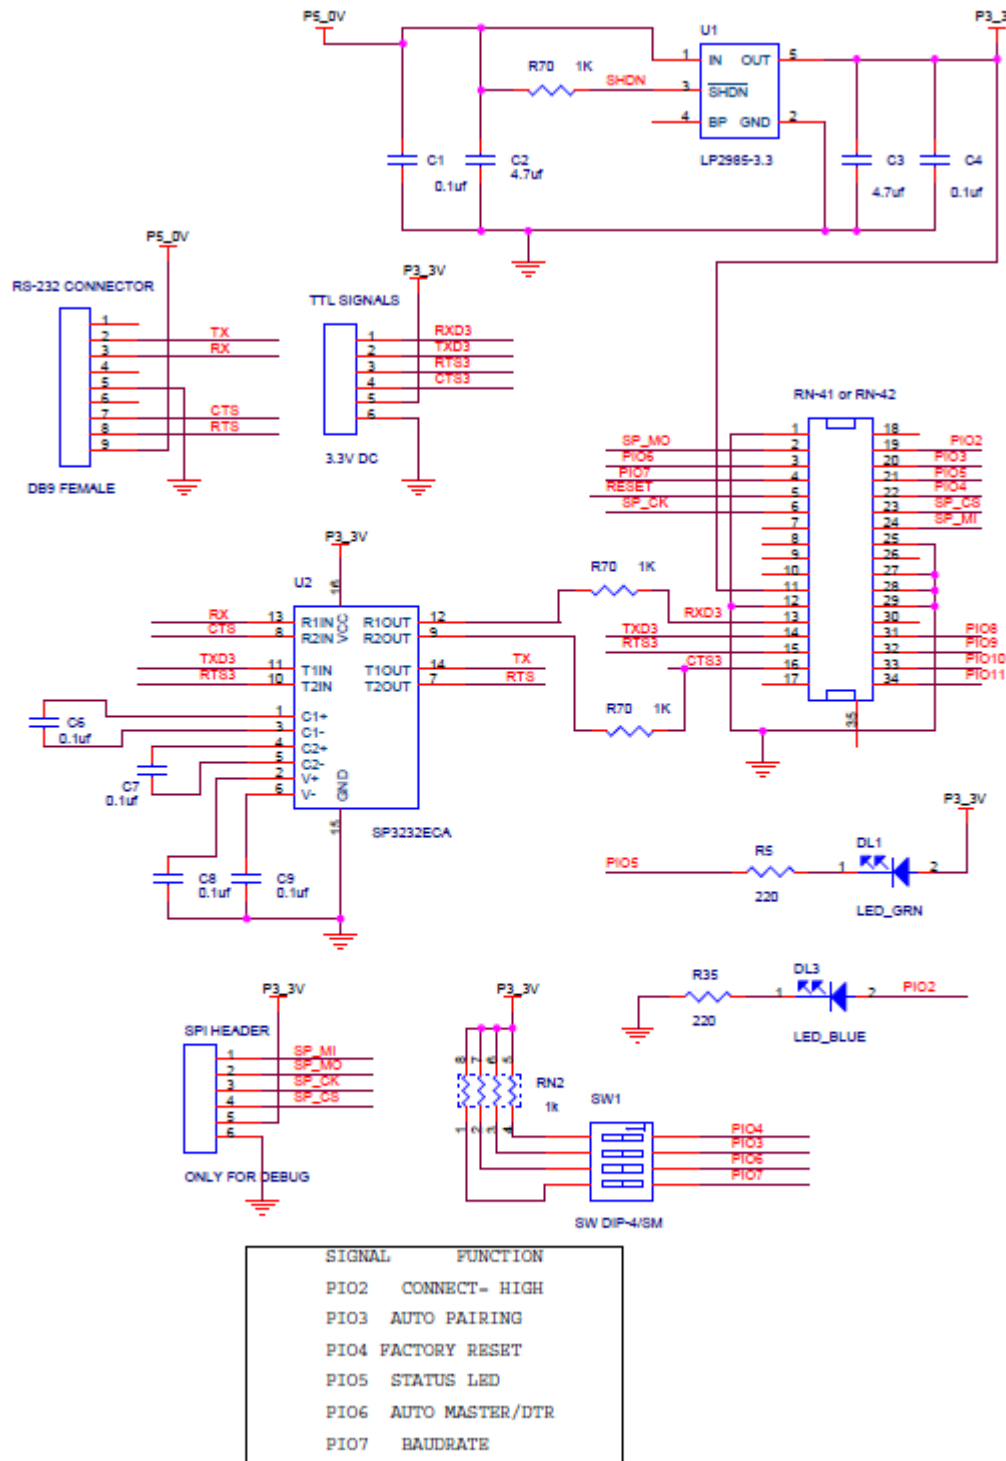 P5_0V
P3_3
U1
R70 1K
SHDN
1 IN OUT 5
3 SHDN
4 BP GND 2
LP2985-3.3
C1
0.1uf
C2
4.7uf
C3
4.7uf
C4
0.1uf
P5_0V
RS-232 CONNECTOR
1
2 TX
3 RX
4
5
6
7 CTS
8 RTS
9
DB9 FEMALE
P3_3V
TTL SIGNALS
1 RXD3
2 TXD3
3 RTS3
4 CTS3
5
6
3.3V DC
RN-41 or RN-42
1 18
SP_MO 2 19 PIO2
PIO6 3 20 PIO3
PIO7 4 21 PIO5
RESET 5 22 PIO4
SP_CK 6 23 SP_CS
7 24 SP_MI
8 25
9 26
10 27
11 28
12 29
RXD3 13 30
TXD3 14 31 PIO8
RTS3 15 32 PIO9
CTS3 16 33 PIO10
17 34 PIO11
35
R70 1K
R70 1K
P3_3V
U2
16
RX 13 R1IN VCC R1OUT 12
CTS 8 R2IN R2OUT 9
TXD3 11 T1IN T1OUT 14 TX
RTS3 10 T2IN T2OUT 7 RTS
1 C1+
3 C1-
4 C2+
5 C2-
2 V+
6 V-
GND
15
SP3232ECA
C6
0.1uf
C7
0.1uf
C8
0.1uf
C9
0.1uf
P3_3V
PIO5
R5
220
1 DL1 2
LED_GRN
R35
220
1 DL3 2
PIO2
LED_BLUE
P3_3V
SPI HEADER
1 SP_MI
2 SP_MO
3 SP_CK
4 SP_CS
5
6
ONLY FOR DEBUG
P3_3V
8 7 6 5
RN2
1k
1 2 3 4
SW1
PIO4
PIO3
PIO6
PIO7
SW DIP-4/SM
SIGNAL FUNCTION
PIO2 CONNECT- HIGH
PIO3 AUTO PAIRING
PIO4 FACTORY RESET
PIO5 STATUS LED
PIO6 AUTO MASTER/DTR
PIO7 BAUDRATE